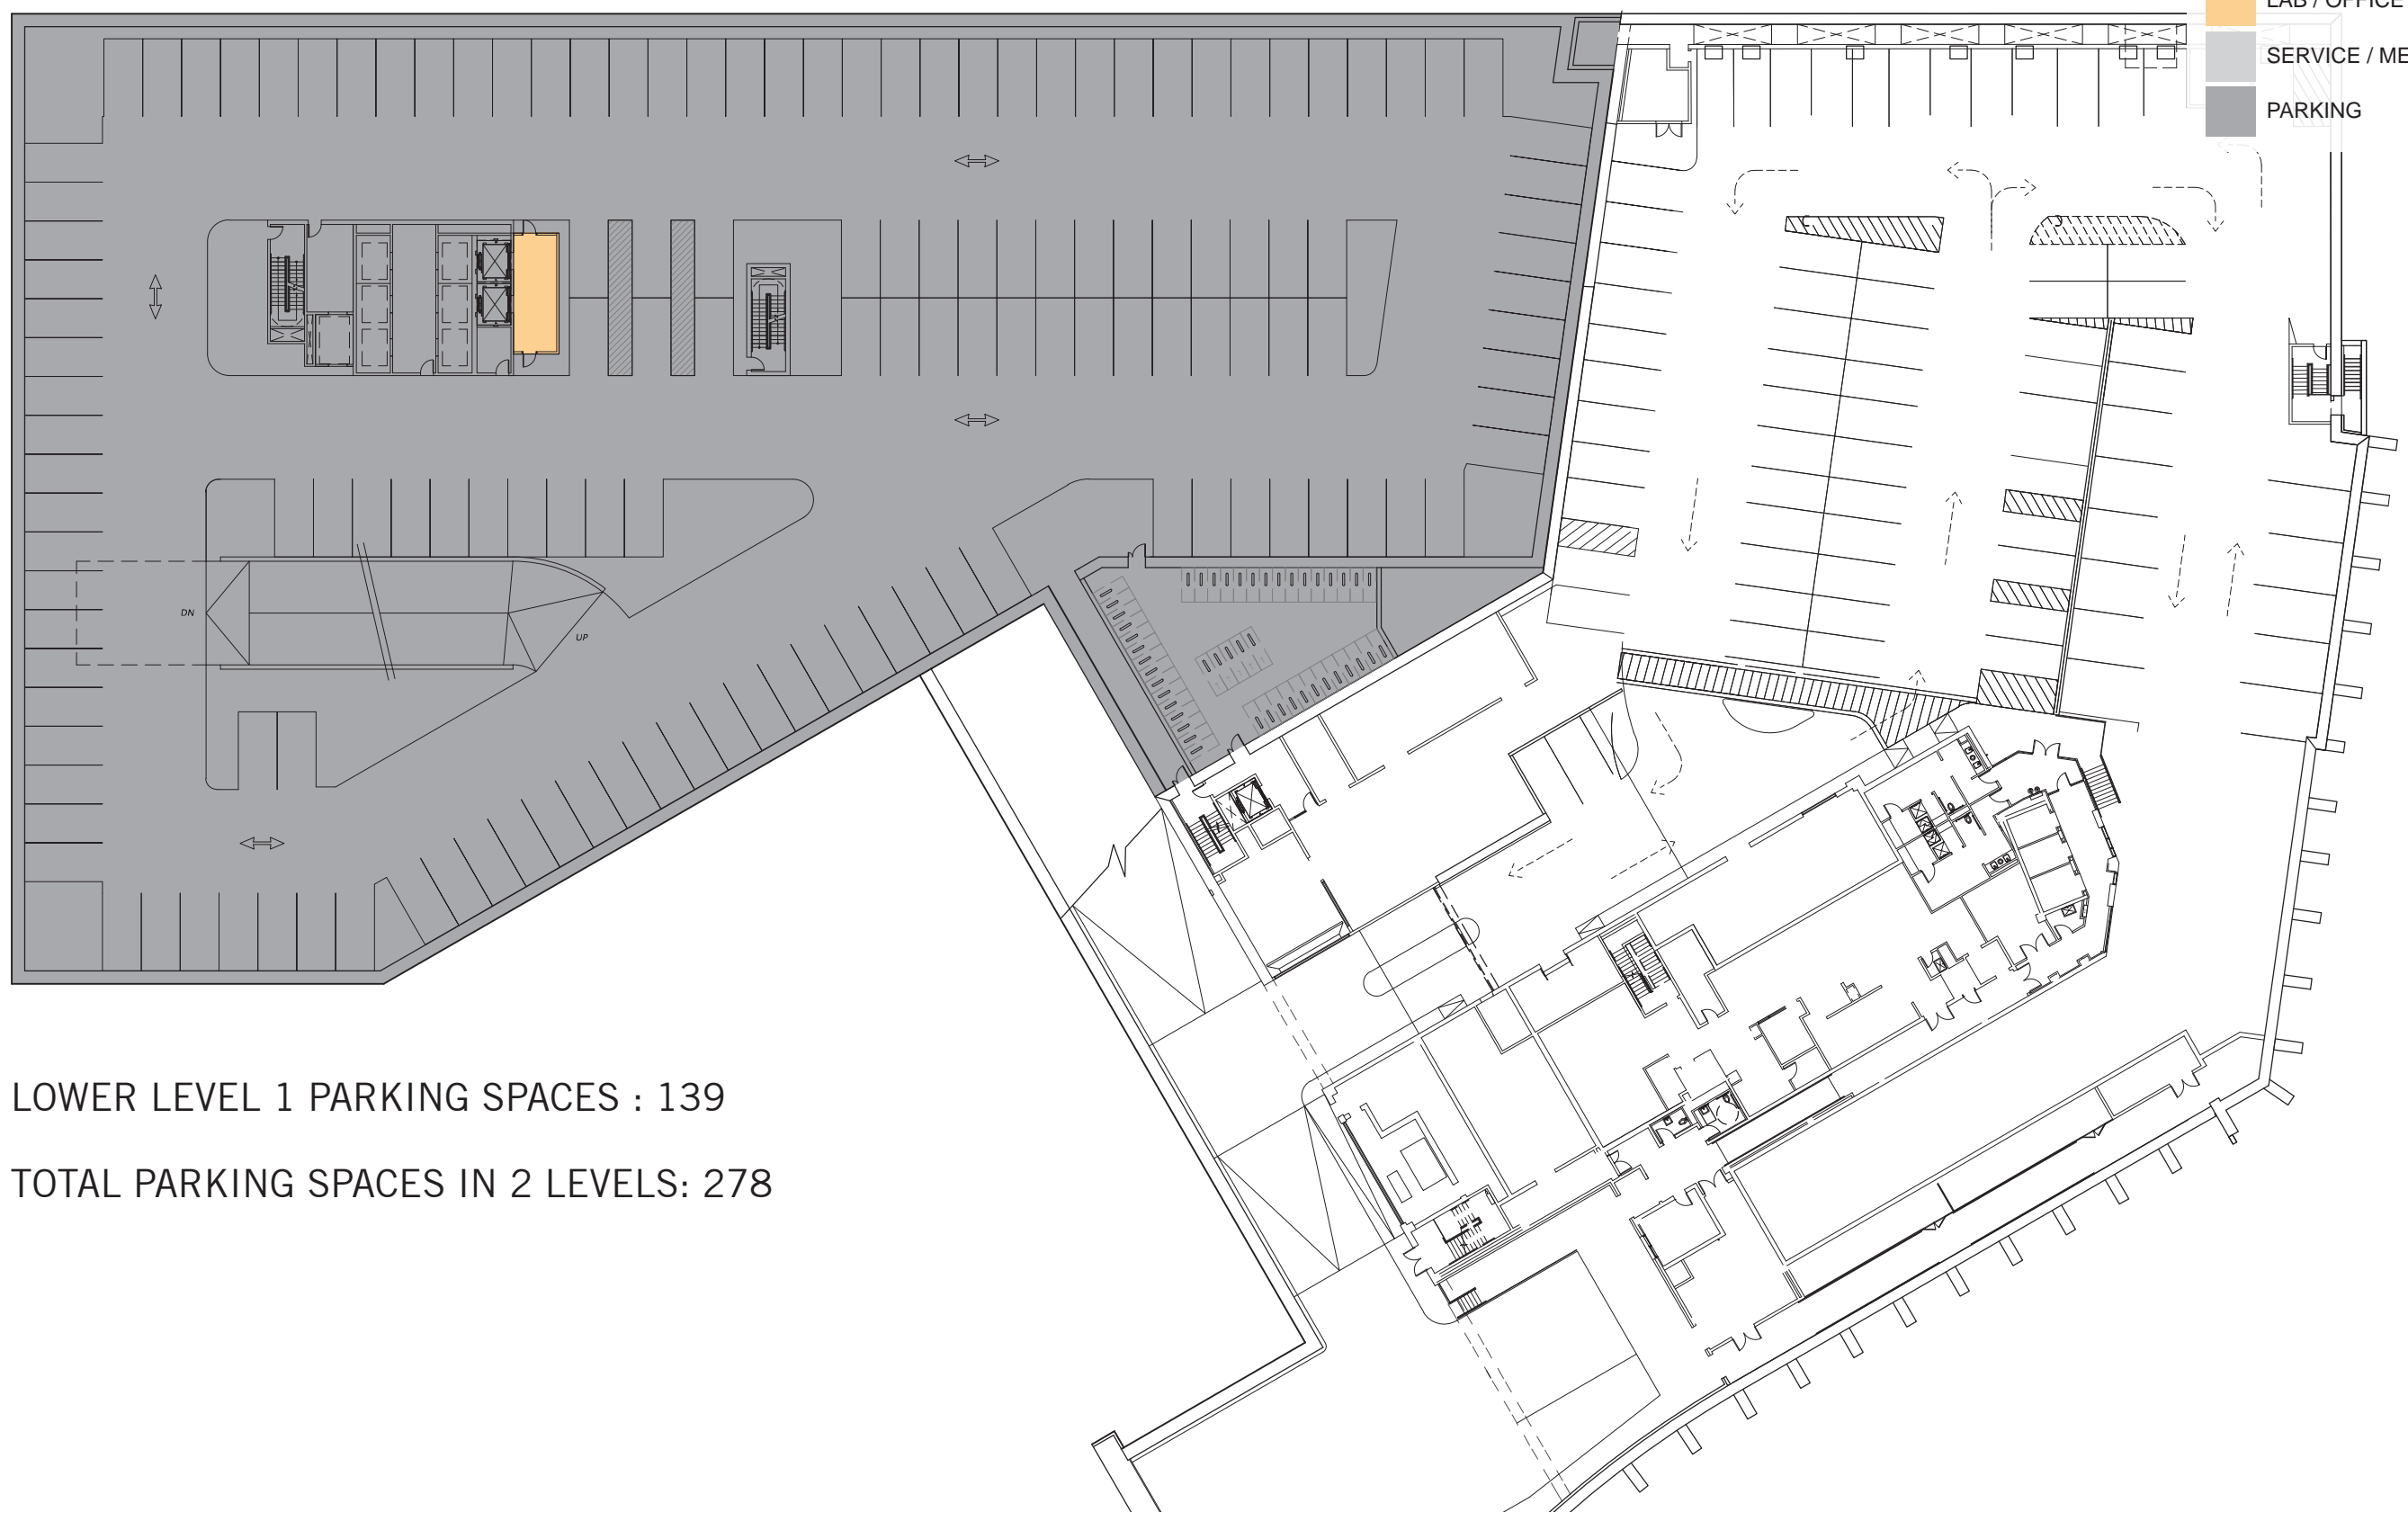 LAB / OFFICE
SERVICE / ME
PARKING
DN
UP
LOWER LEVEL 1 PARKING SPACES : 139
TOTAL PARKING SPACES IN 2 LEVELS: 278